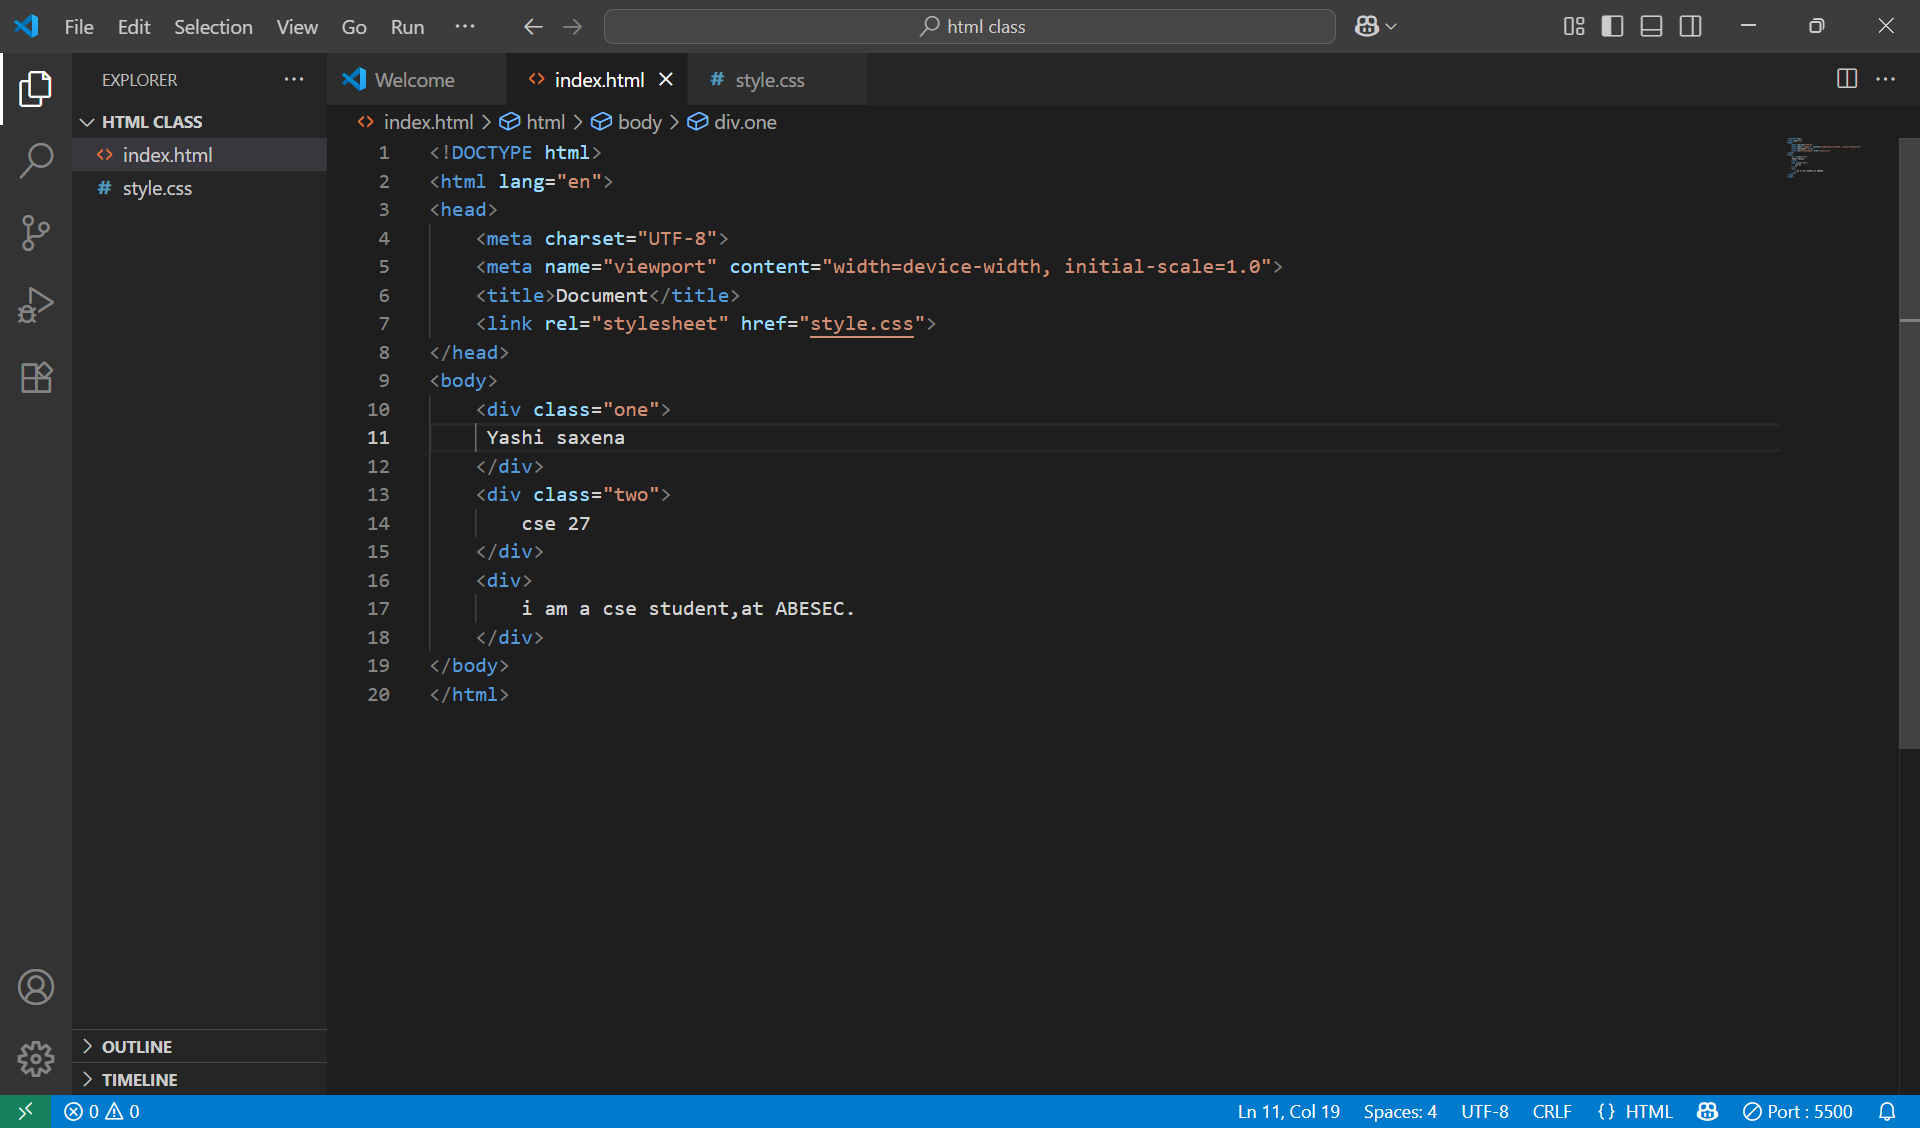 File Edit Selection View Go Run ··· html class
EXPLORER ···
HTML CLASS
index.html
style.css
Welcome index.html style.css
index.html > html > body > div.one
1 <!DOCTYPE html>
2 <html lang="en">
3 <head>
4 <meta charset="UTF-8">
5 <meta name="viewport" content="width=device-width, initial-scale=1.0">
6 <title>Document</title>
7 <link rel="stylesheet" href="style.css">
8 </head>
9 <body>
10 <div class="one">
11 Yashi saxena
12 </div>
13 <div class="two">
14 cse 27
15 </div>
16 <div>
17 i am a cse student,at ABESEC.
18 </div>
19 </body>
20 </html>
OUTLINE
TIMELINE
0 0 Ln 11, Col 19 Spaces: 4 UTF-8 CRLF {} HTML Port : 5500